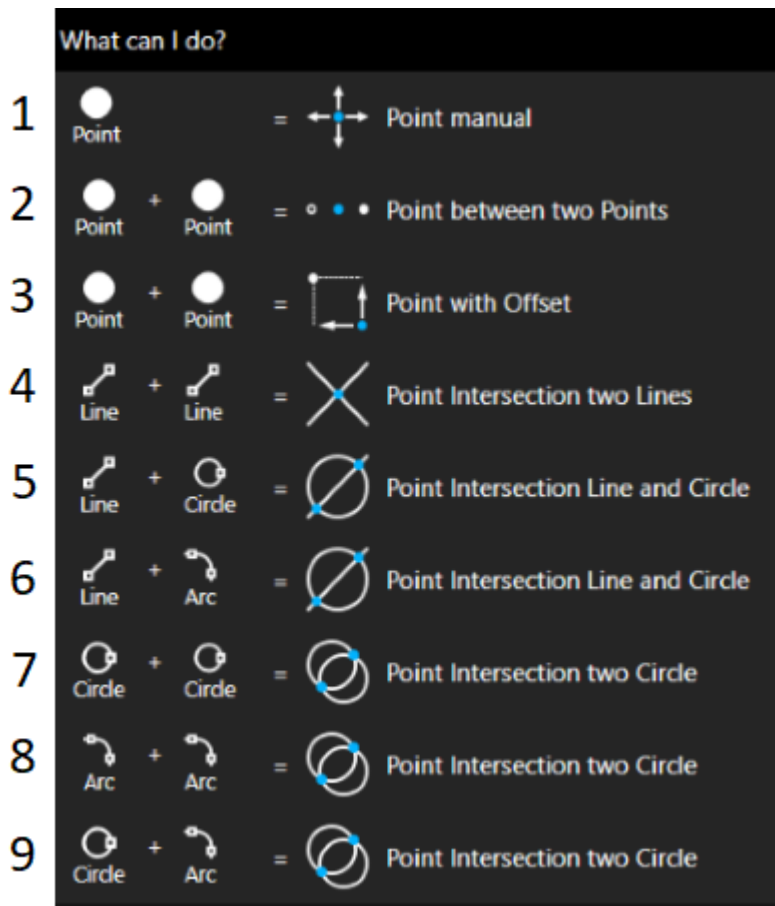 What can I do?
1 Point = Point manual
2 Point + Point = Point between two Points
3 Point + Point = Point with Offset
4 Line + Line = Point Intersection two Lines
5 Line + Circle = Point Intersection Line and Circle
6 Line + Arc = Point Intersection Line and Circle
7 Circle + Circle = Point Intersection two Circle
8 Arc + Arc = Point Intersection two Circle
9 Circle + Arc = Point Intersection two Circle